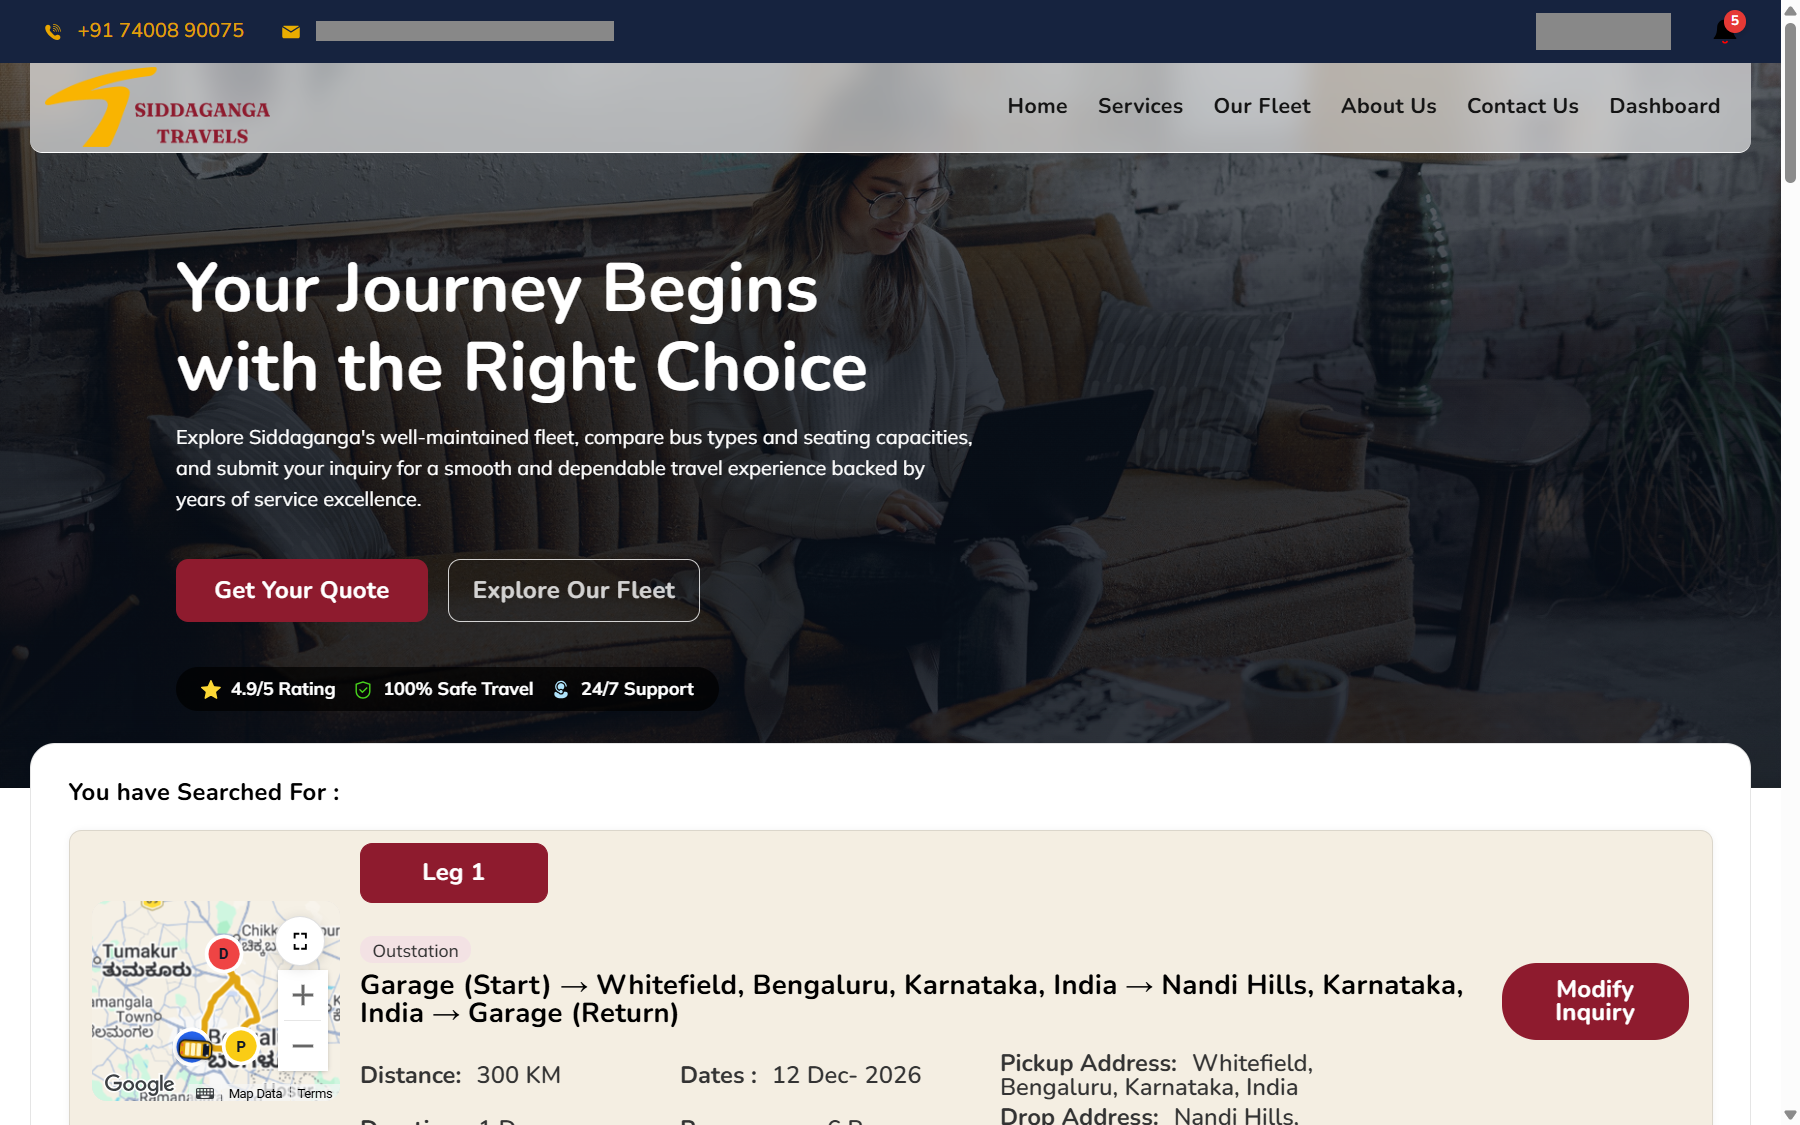 +91 74008 90075
5
SIDDAGANGA
TRAVELS
Home Services Our Fleet About Us Contact Us Dashboard
Your Journey Begins
with the Right Choice
Explore Siddaganga's well-maintained fleet, compare bus types and seating capacities,
and submit your inquiry for a smooth and dependable travel experience backed by
years of service excellence.
Get Your Quote Explore Our Fleet
4.9/5 Rating 100% Safe Travel 24/7 Support
You have Searched For :
Leg 1
Outstation
Garage (Start) → Whitefield, Bengaluru, Karnataka, India → Nandi Hills, Karnataka,
India → Garage (Return)
Modify
Inquiry
Distance: 300 KM
Dates : 12 Dec- 2026
Pickup Address: Whitefield,
Bengaluru, Karnataka, India
Drop Address: Nandi Hills,
D
Tumakur
ತುಮಕೂರು
P
Google
Map Data
Terms